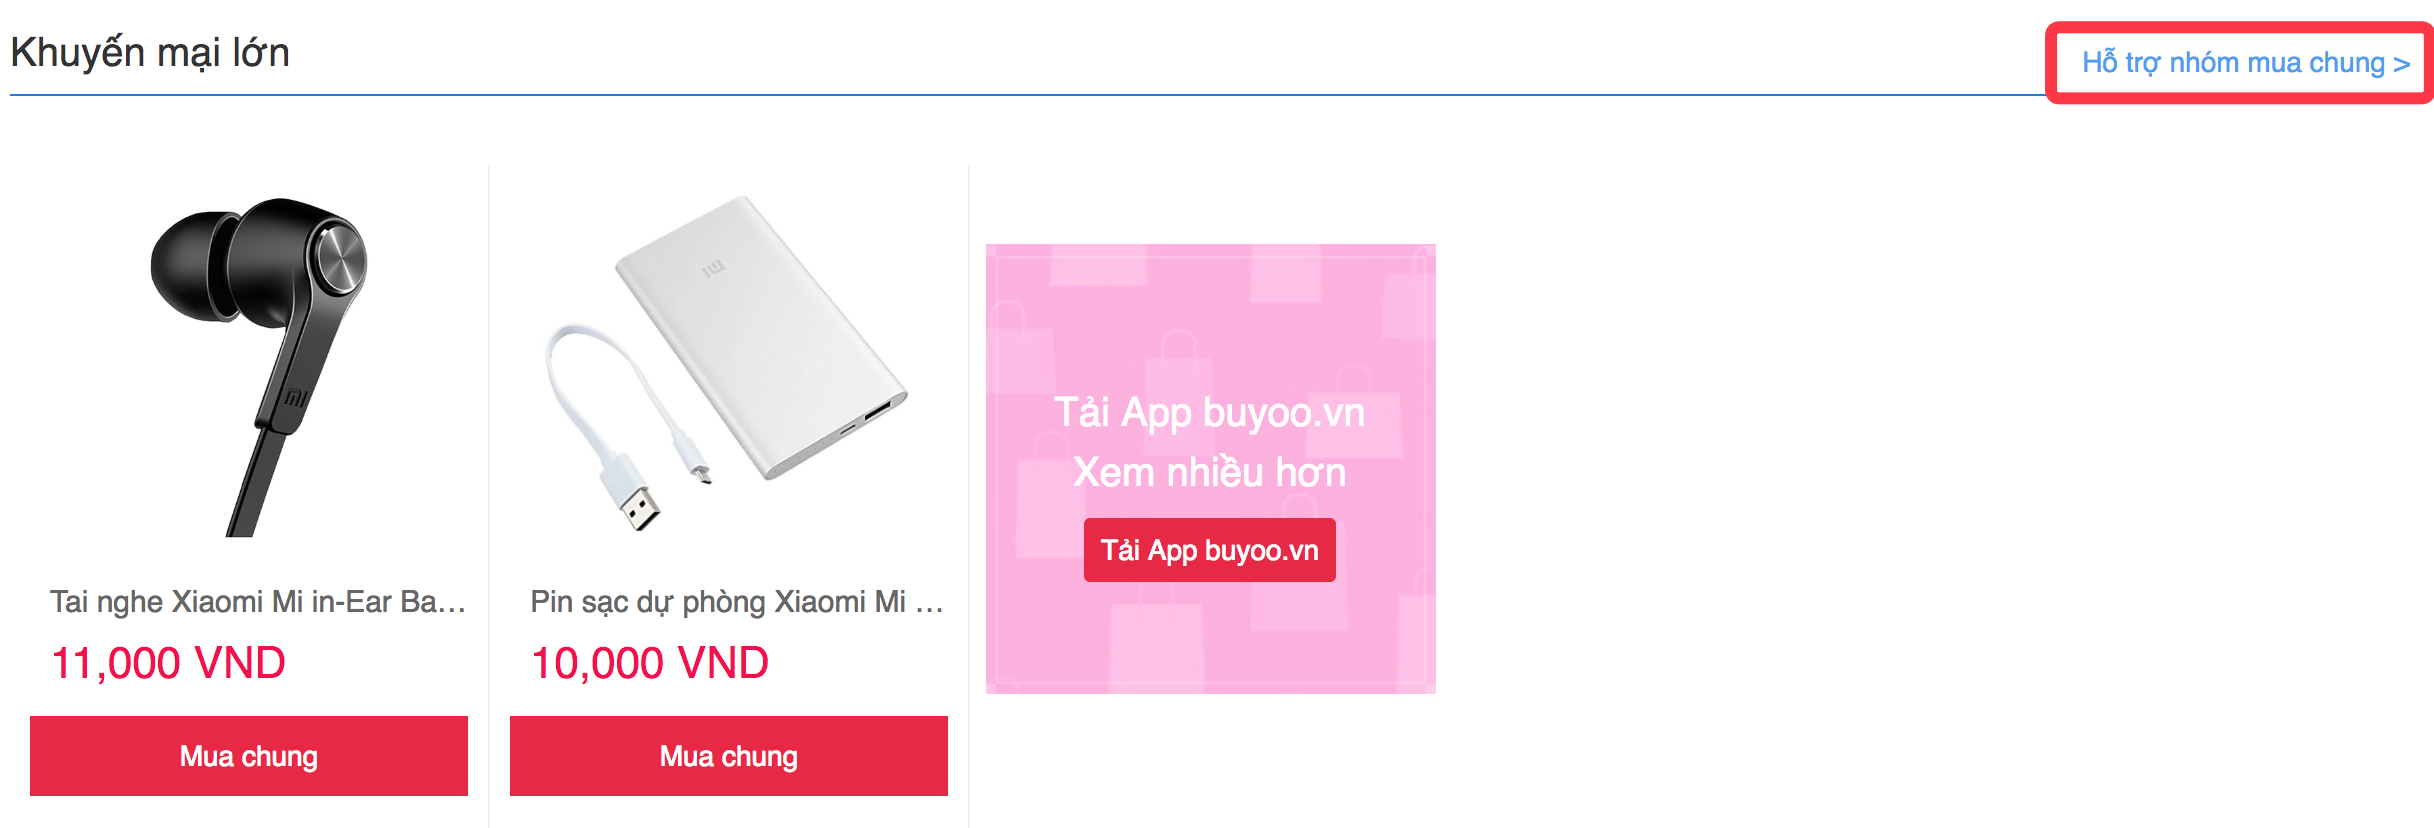 Khuyến mại lớn
Hỗ trợ nhóm mua chung >
Tải App buyoo.vn
Xem nhiều hơn
Tải App buyoo.vn
Tai nghe Xiaomi Mi in-Ear Ba...
11,000 VND
Mua chung
Pin sạc dự phòng Xiaomi Mi ...
10,000 VND
Mua chung